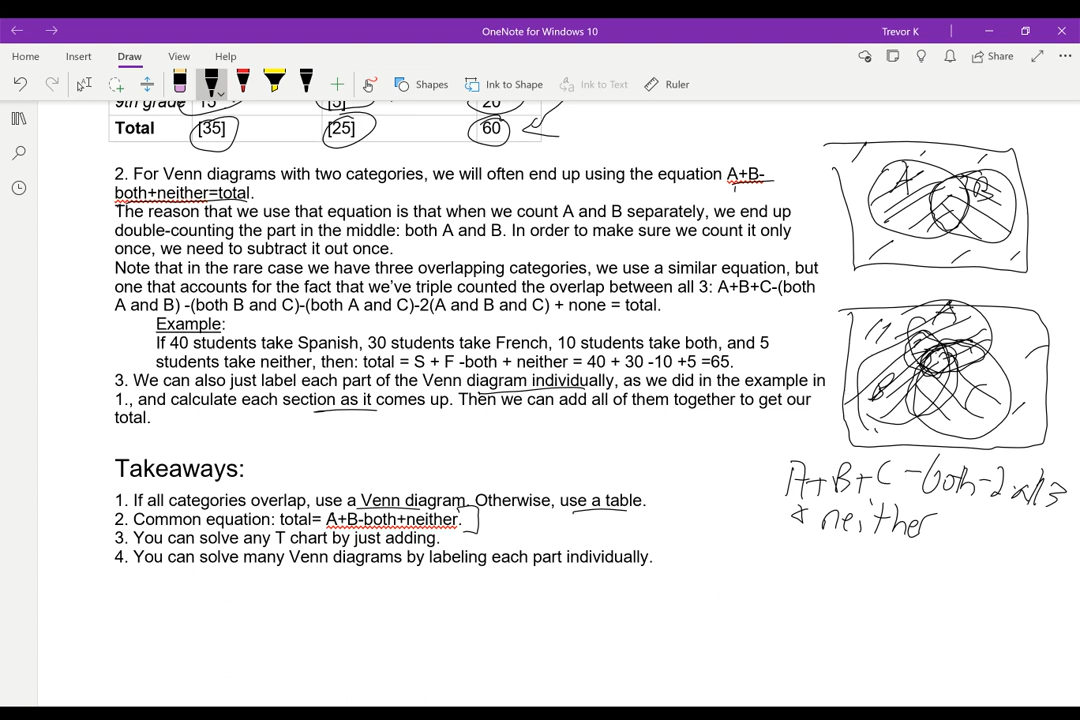 OneNote for Windows 10
Trevor K
Home Insert Draw View Help
Share
Shapes Ink to Shape Ink to Text Ruler
9th grade 15 [5] 20
Total [35] [25] 60
2. For Venn diagrams with two categories, we will often end up using the equation A+B-
both+neither=total.
The reason that we use that equation is that when we count A and B separately, we end up
double-counting the part in the middle: both A and B. In order to make sure we count it only
once, we need to subtract it out once.
Note that in the rare case we have three overlapping categories, we use a similar equation, but
one that accounts for the fact that we've triple counted the overlap between all 3: A+B+C-(both
A and B) -(both B and C)-(both A and C)-2(A and B and C) + none = total.
Example:
If 40 students take Spanish, 30 students take French, 10 students take both, and 5
students take neither, then: total = S + F -both + neither = 40 + 30 -10 +5 =65.
3. We can also just label each part of the Venn diagram individually, as we did in the example in
1., and calculate each section as it comes up. Then we can add all of them together to get our
total.
Takeaways:
1. If all categories overlap, use a Venn diagram. Otherwise, use a table.
2. Common equation: total= A+B-both+neither.
3. You can solve any T chart by just adding.
4. You can solve many Venn diagrams by labeling each part individually.
A B
A
B C
A+B+C-both-2 all3
+ neither